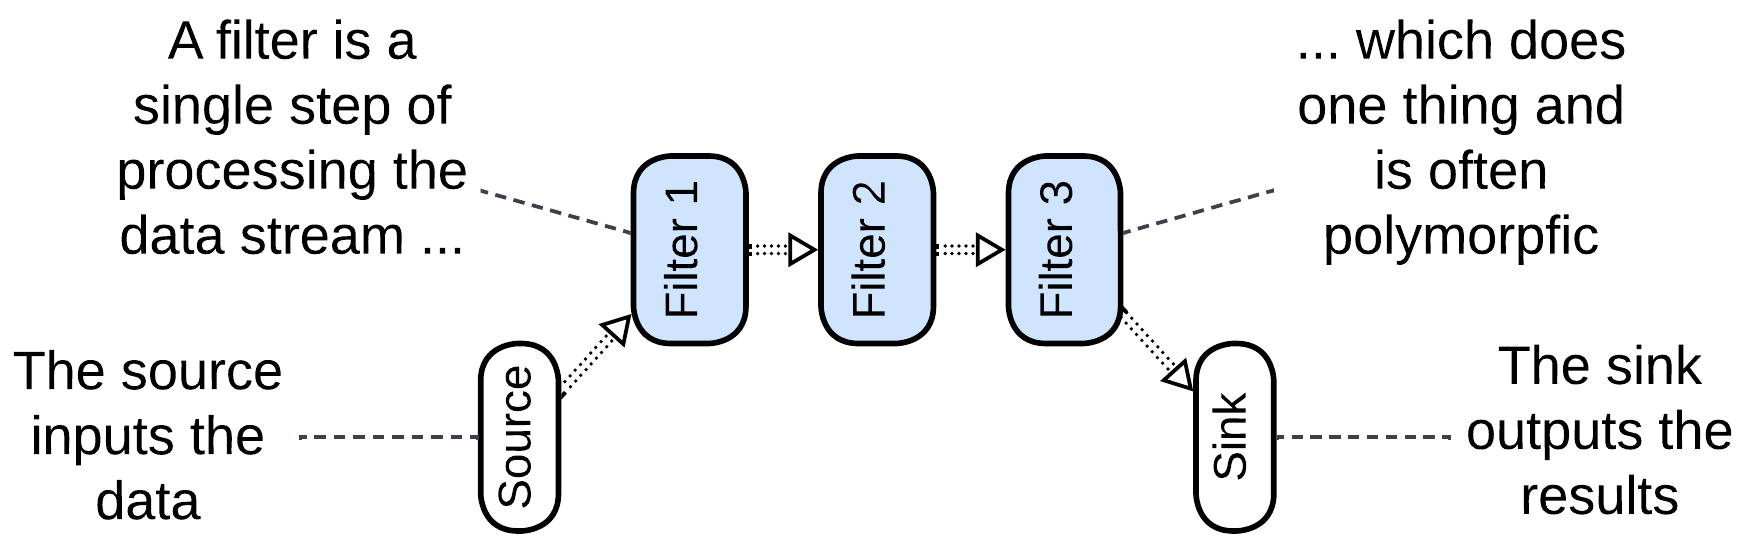 A filter is a
single step of
processing the
data stream ...
... which does
one thing and
is often
polymorpfic
Filter 1
Filter 2
Filter 3
The source
inputs the
data
Source
Sink
The sink
outputs the
results